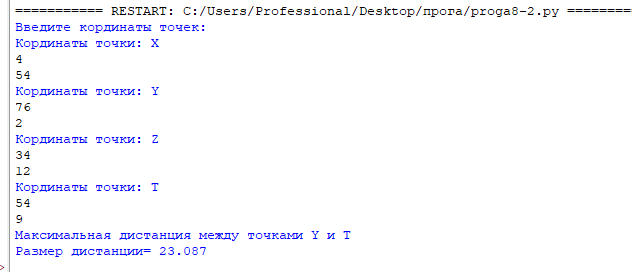 =========== RESTART: C:/Users/Professional/Desktop/прога/proga8-2.py ========
Введите кординаты точек:
Кординаты точки: X
4
54
Кординаты точки: Y
76
2
Кординаты точки: Z
34
12
Кординаты точки: T
54
9
Максимальная дистанция между точками Y и T
Размер дистанции= 23.087
>